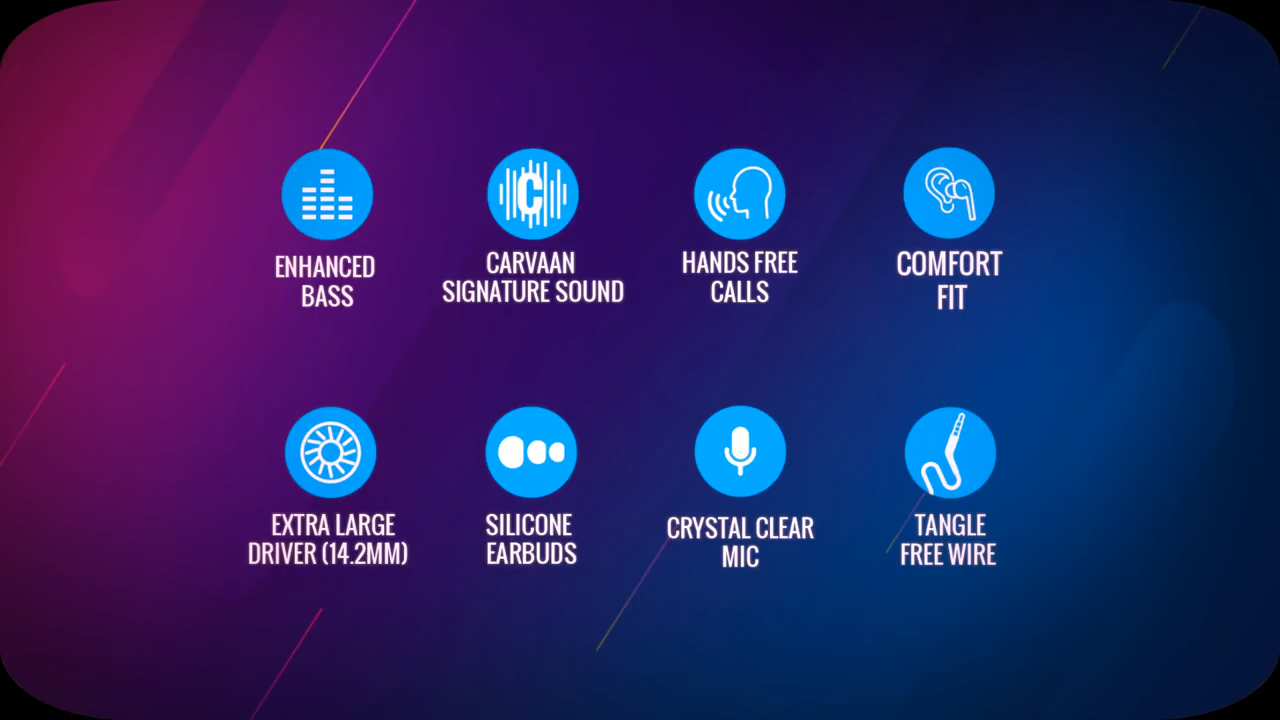 ENHANCED
BASS
CARVAAN
SIGNATURE SOUND
HANDS FREE
CALLS
COMFORT
FIT
EXTRA LARGE
DRIVER (14.2MM)
SILICONE
EARBUDS
CRYSTAL CLEAR
MIC
TANGLE
FREE WIRE